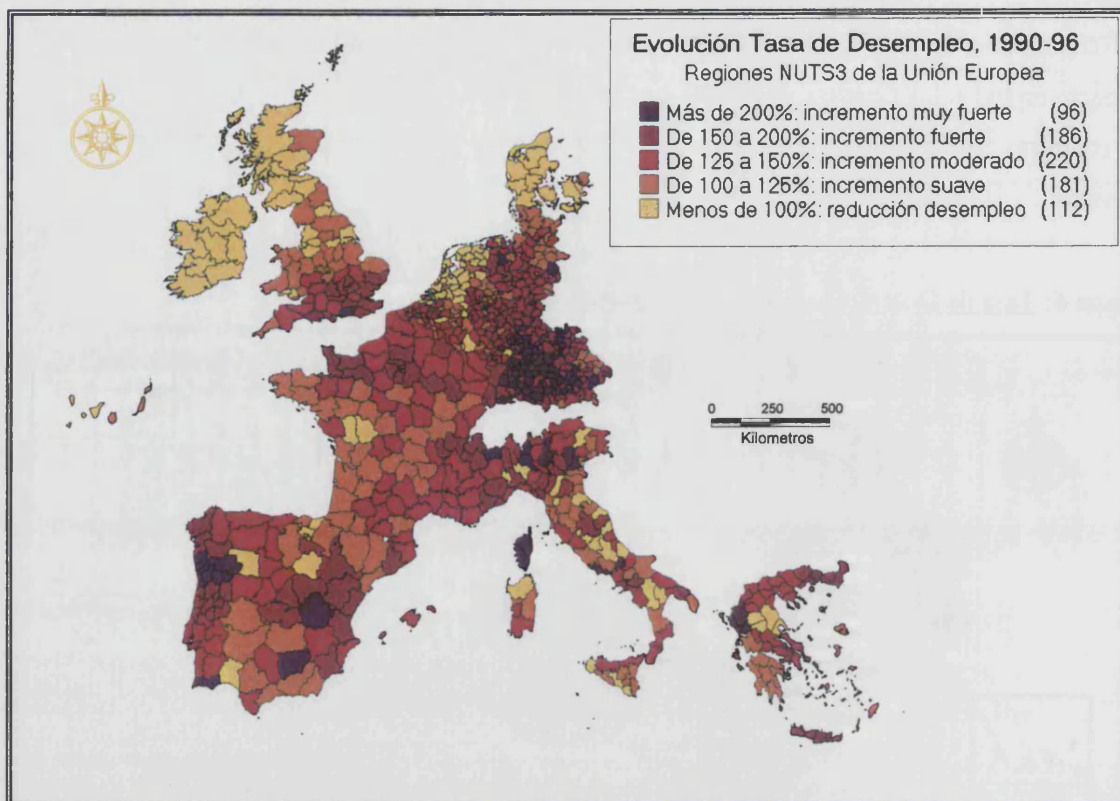 Evolución Tasa de Desempleo, 1990-96
Regiones NUTS3 de la Unión Europea
Más de 200%: incremento muy fuerte (96)
De 150 a 200%: incremento fuerte (186)
De 125 a 150%: incremento moderado (220)
De 100 a 125%: incremento suave (181)
Menos de 100%: reducción desempleo (112)
0 250 500
Kilometros